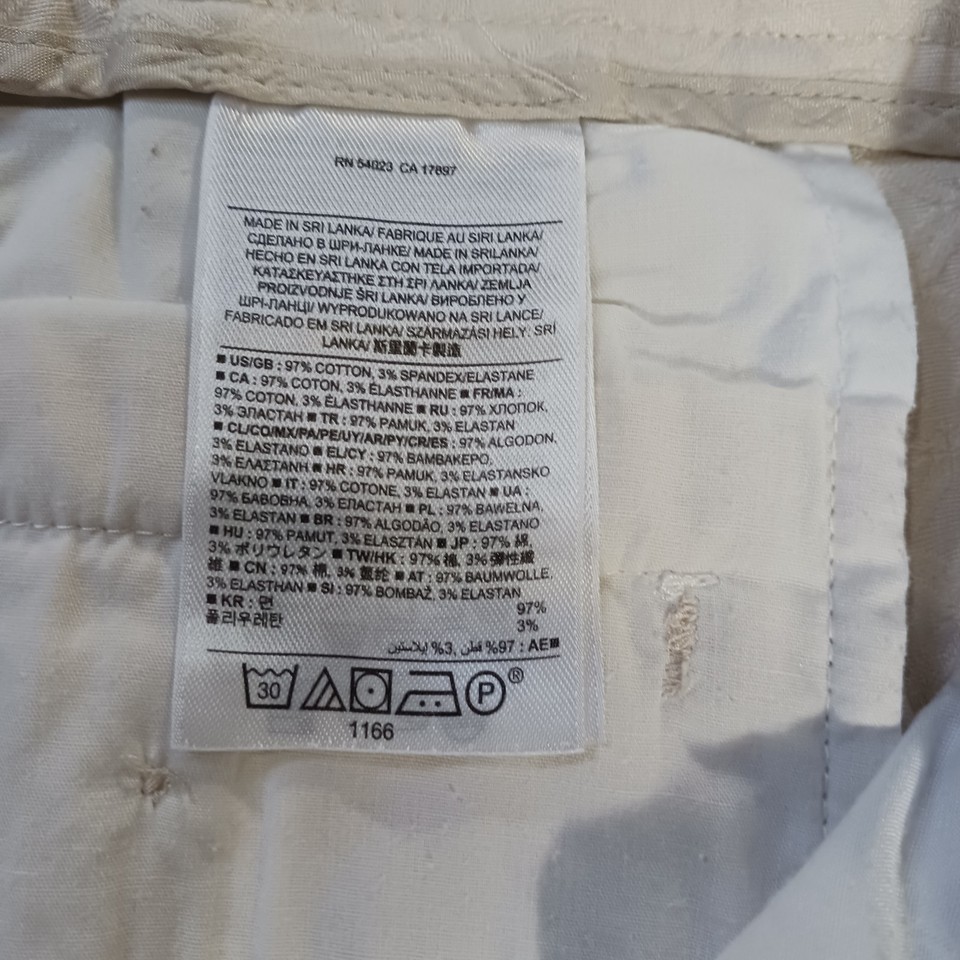 RN 54023 CA 17897
MADE IN SRI LANKA/ FABRIQUE AU SIRI LANKA/
СДЕЛАНО В ШРИ-ЛАНКЕ/ MADE IN SRILANKA/
HECHO EN SRI LANKA CON TELA IMPORTADA/
ΚΑΤΑΣΚΕΥΑΣΤΗΚΕ ΣΤΗ ΣΡΙ ΛΑΝΚΑ/ ZEMLJA
PROIZVODNJE ŠRI LANKA/ ВИРОБЛЕНО У
ШРІ-ЛАНЦІ/ WYPRODUKOWANO NA SRI LANCE/
FABRICADO EM SRI LANKA/ SZÁRMAZÁSI HELY: SRÍ
LANKA/ 斯里蘭卡製造
■ US/GB : 97% COTTON, 3% SPANDEX/ELASTANE
■ CA : 97% COTON, 3% ÉLASTHANNE ■ FR/MA :
97% COTON, 3% ÉLASTHANNE ■ RU : 97% ХЛОПОК,
3% ЭЛАСТАН ■ TR : 97% PAMUK, 3% ELASTAN
■ CL/CO/MX/PA/PE/UY/AR/PY/CR/ES : 97% ALGODON,
3% ELASTANO ■ EL/CY : 97% ΒΑΜΒΑΚΕΡΟ,
3% ΕΛΑΣΤΑΝΗ ■ HR : 97% PAMUK, 3% ELASTANSKO
VLAKNO ■ IT : 97% COTONE, 3% ELASTAN ■ UA :
97% БАВОВНА, 3% ЕЛАСТАН ■ PL : 97% BAWEŁNA,
3% ELASTAN ■ BR : 97% ALGODÃO, 3% ELASTANO
■ HU : 97% PAMUT, 3% ELASZTÁN ■ JP : 97% 綿,
3% ポリウレタン ■ TW/HK : 97% 棉, 3% 彈性纖
維 ■ CN : 97% 棉, 3% 氨纶 ■ AT : 97% BAUMWOLLE,
3% ELASTHAN ■ SI : 97% BOMBAŽ, 3% ELASTAN
■ KR : 면 97%
폴리우레탄 3%
■AE : 97% قطن, 3% إيلاستين
30 P ®
1166